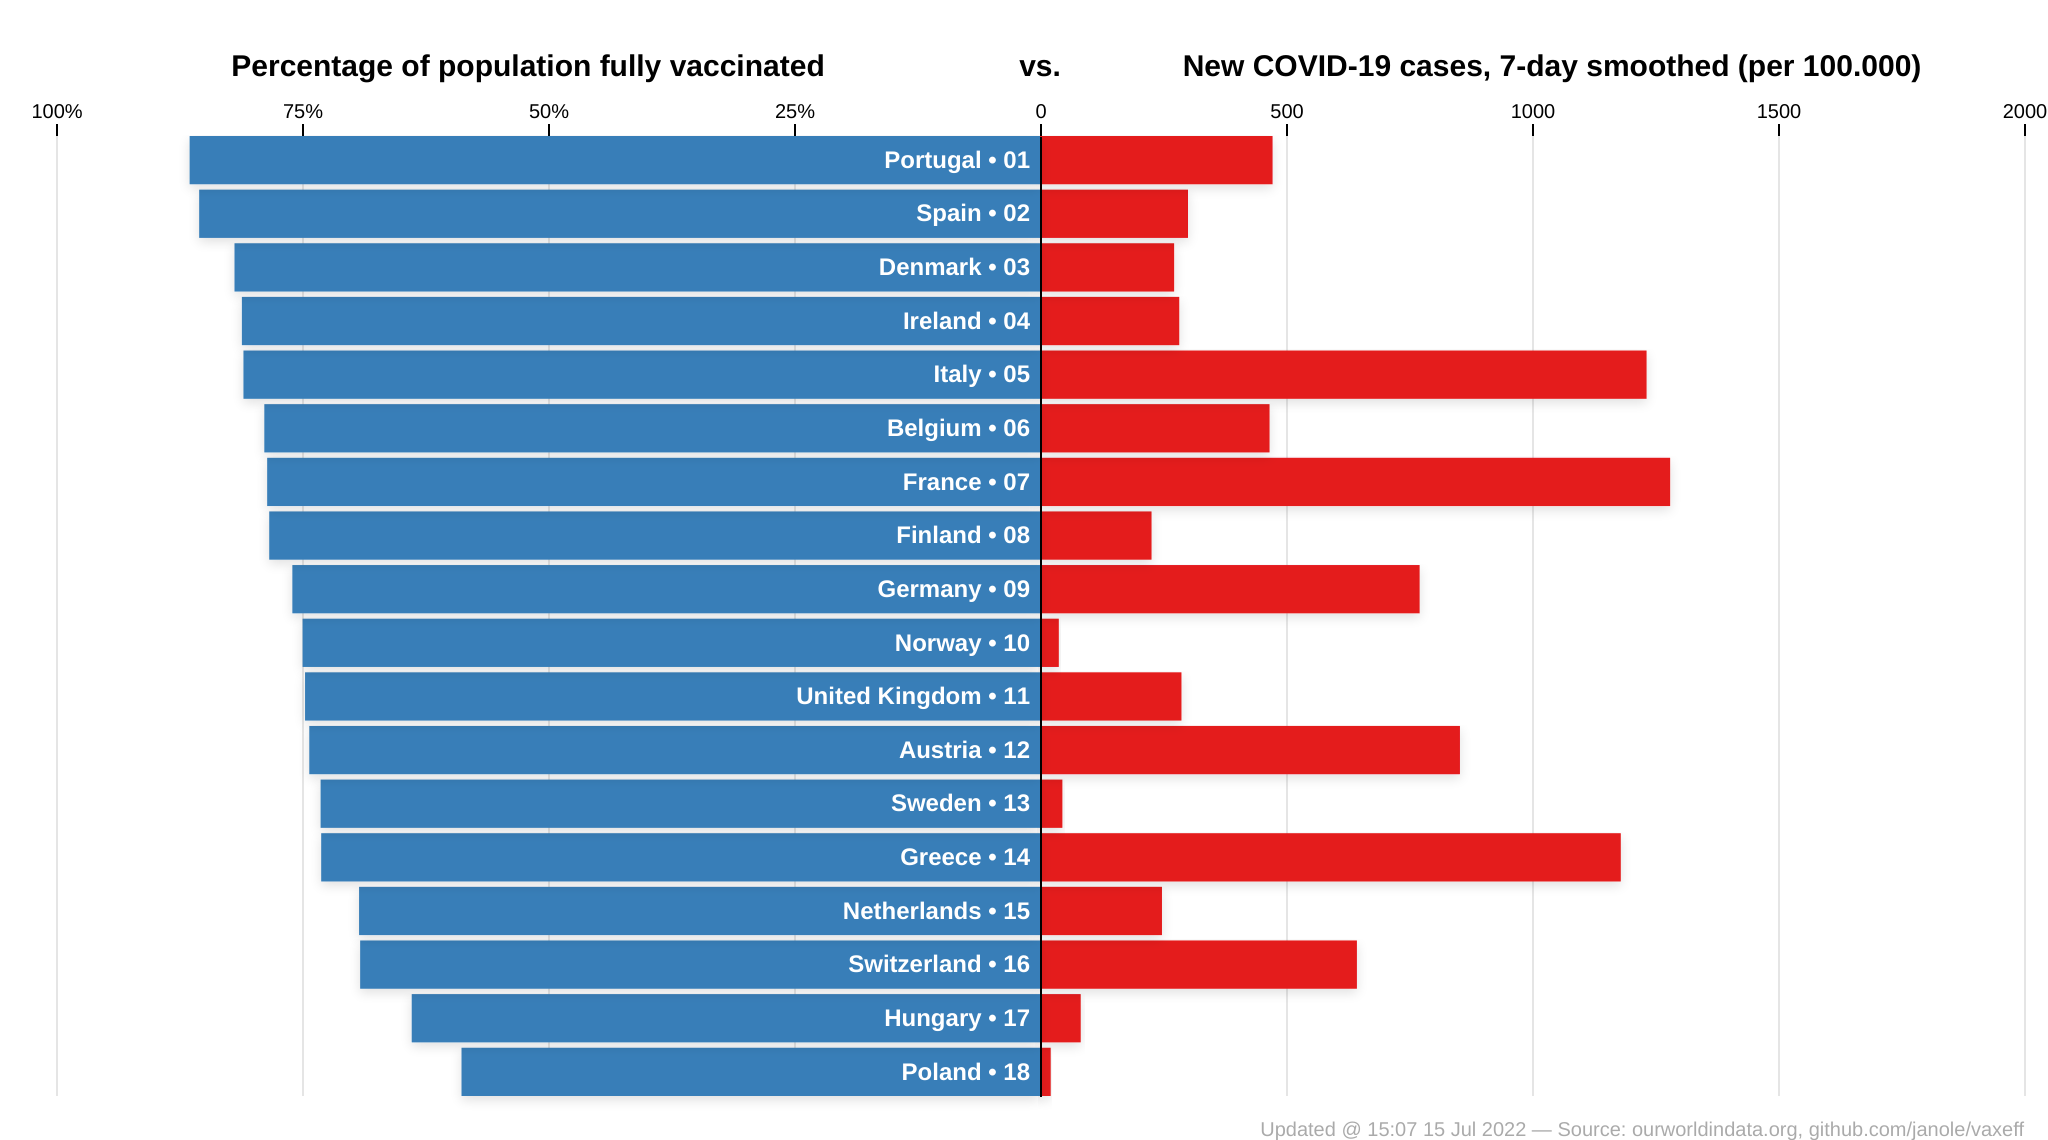 Percentage of population fully vaccinated vs. New COVID-19 cases, 7-day smoothed (per 100.000)
100% 75% 50% 25% 0 500 1000 1500 2000
Portugal • 01
Spain • 02
Denmark • 03
Ireland • 04
Italy • 05
Belgium • 06
France • 07
Finland • 08
Germany • 09
Norway • 10
United Kingdom • 11
Austria • 12
Sweden • 13
Greece • 14
Netherlands • 15
Switzerland • 16
Hungary • 17
Poland • 18
Updated @ 15:07 15 Jul 2022 — Source: ourworldindata.org, github.com/janole/vaxeff